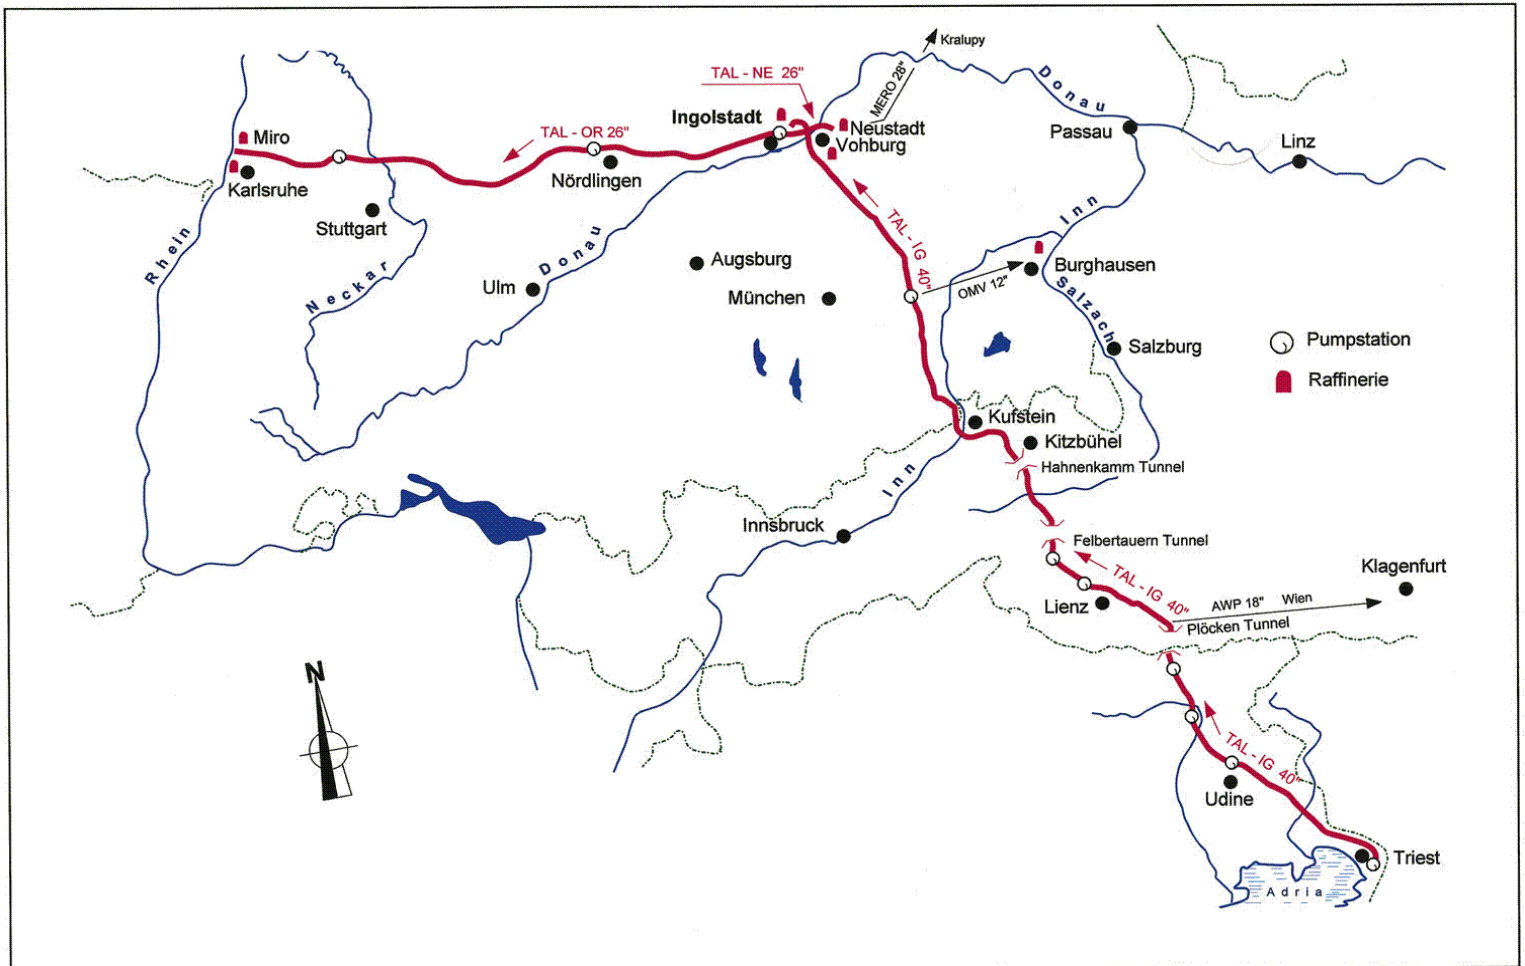 Kralupy
TAL - NE 26"
MERO 28"
Donau
Ingolstadt
Neustadt
Vohburg
Passau
Linz
Miro
TAL - OR 26"
Karlsruhe
Nördlingen
Stuttgart
Rhein
Neckar
Donau
Ulm
Augsburg
München
TAL - IG 40"
Inn
Burghausen
OMV 12"
Salzach
Salzburg
Pumpstation
Raffinerie
Kufstein
Kitzbühel
Hahnenkamm Tunnel
Inn
Innsbruck
Felbertauern Tunnel
TAL - IG 40"
Klagenfurt
Lienz
AWP 18" Wien
Plöcken Tunnel
N
TAL - IG 40"
Udine
Triest
Adria